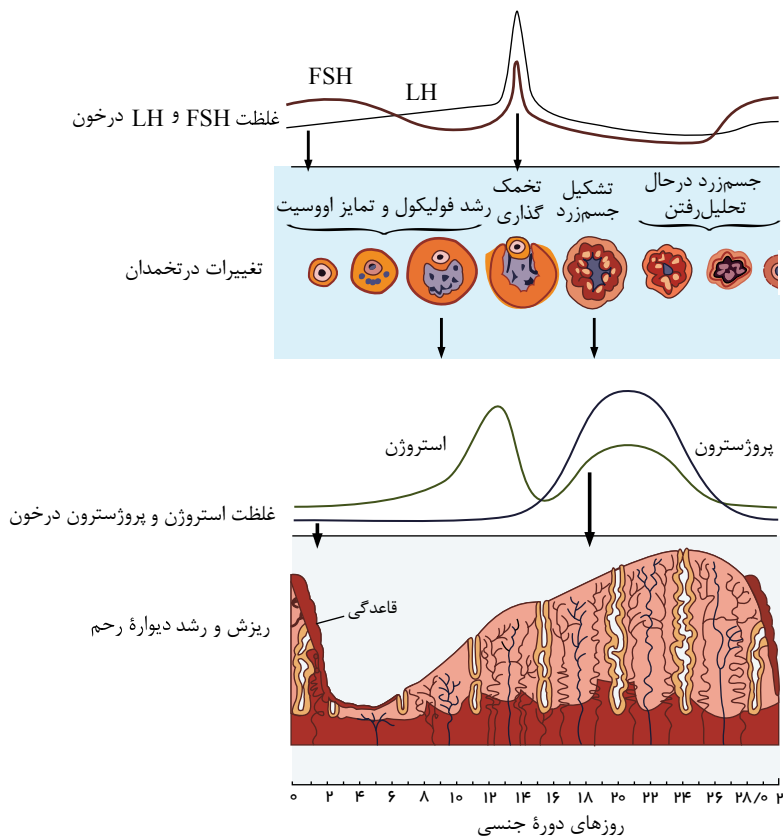 FSH
LH
غلظت FSH و LH درخون
رشد فولیکول و تمایز اووسیت
تخمک
گذاری
تشکیل
جسم‌زرد
جسم‌زرد درحال
تحلیل‌رفتن
تغییرات درتخمدان
استروژن
پروژسترون
غلظت استروژن و پروژسترون درخون
قاعدگی
ریزش و رشد دیوارهٔ رحم
۰ ۲ ۴ ۶ ۸ ۱۰ ۱۲ ۱۴ ۱۶ ۱۸ ۲۰ ۲۲ ۲۴ ۲۶ ۲۸/۰ ۲
روزهای دورهٔ جنسی